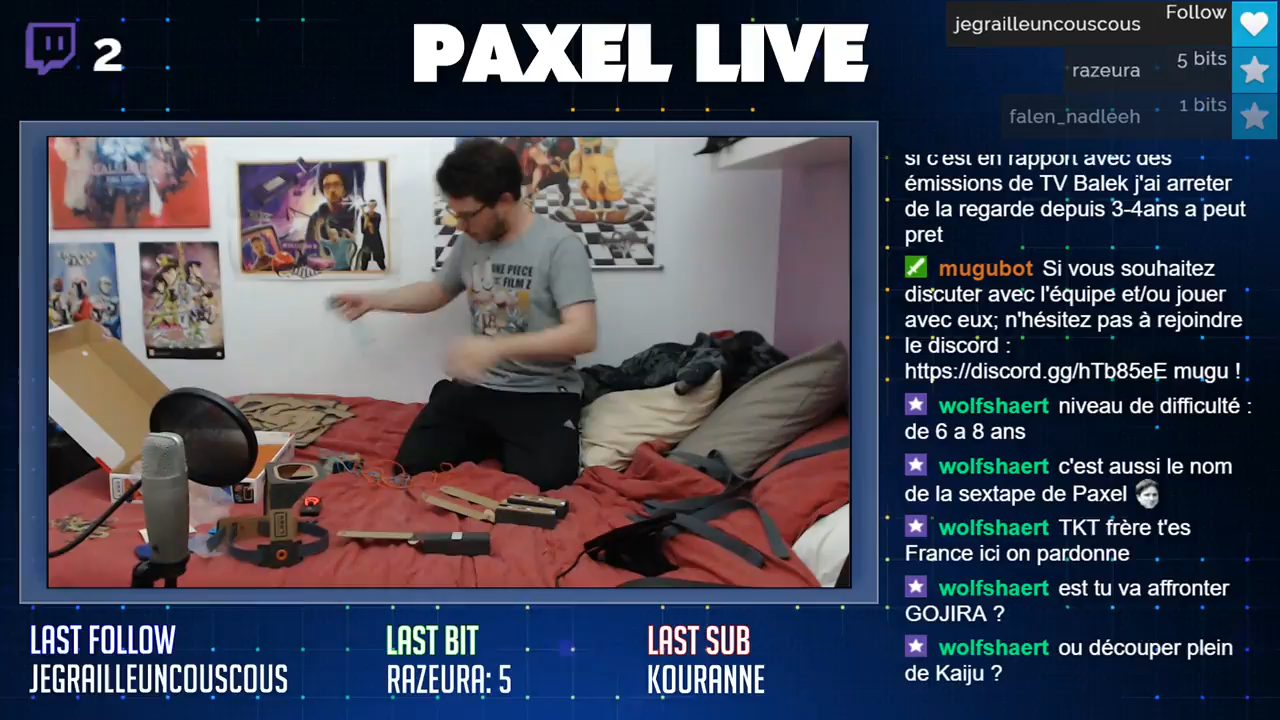 2
PAXEL LIVE
jegrailleuncouscous Follow
razeura 5 bits
falen_nadleeh 1 bits
si c'est en rapport avec des
émissions de TV Balek j'ai arreter
de la regarde depuis 3-4ans a peut
pret
mugubot Si vous souhaitez
discuter avec l'équipe et/ou jouer
avec eux; n'hésitez pas à rejoindre
le discord :
https://discord.gg/hTb85eE mugu !
wolfshaert niveau de difficulté :
de 6 a 8 ans
wolfshaert c'est aussi le nom
de la sextape de Paxel
wolfshaert TKT frère t'es
France ici on pardonne
wolfshaert est tu va affronter
GOJIRA ?
wolfshaert ou découper plein
de Kaiju ?
ONE PIECE
FILM Z
LAST FOLLOW
JEGRAILLEUNCOUSCOUS
LAST BIT
RAZEURA: 5
LAST SUB
KOURANNE